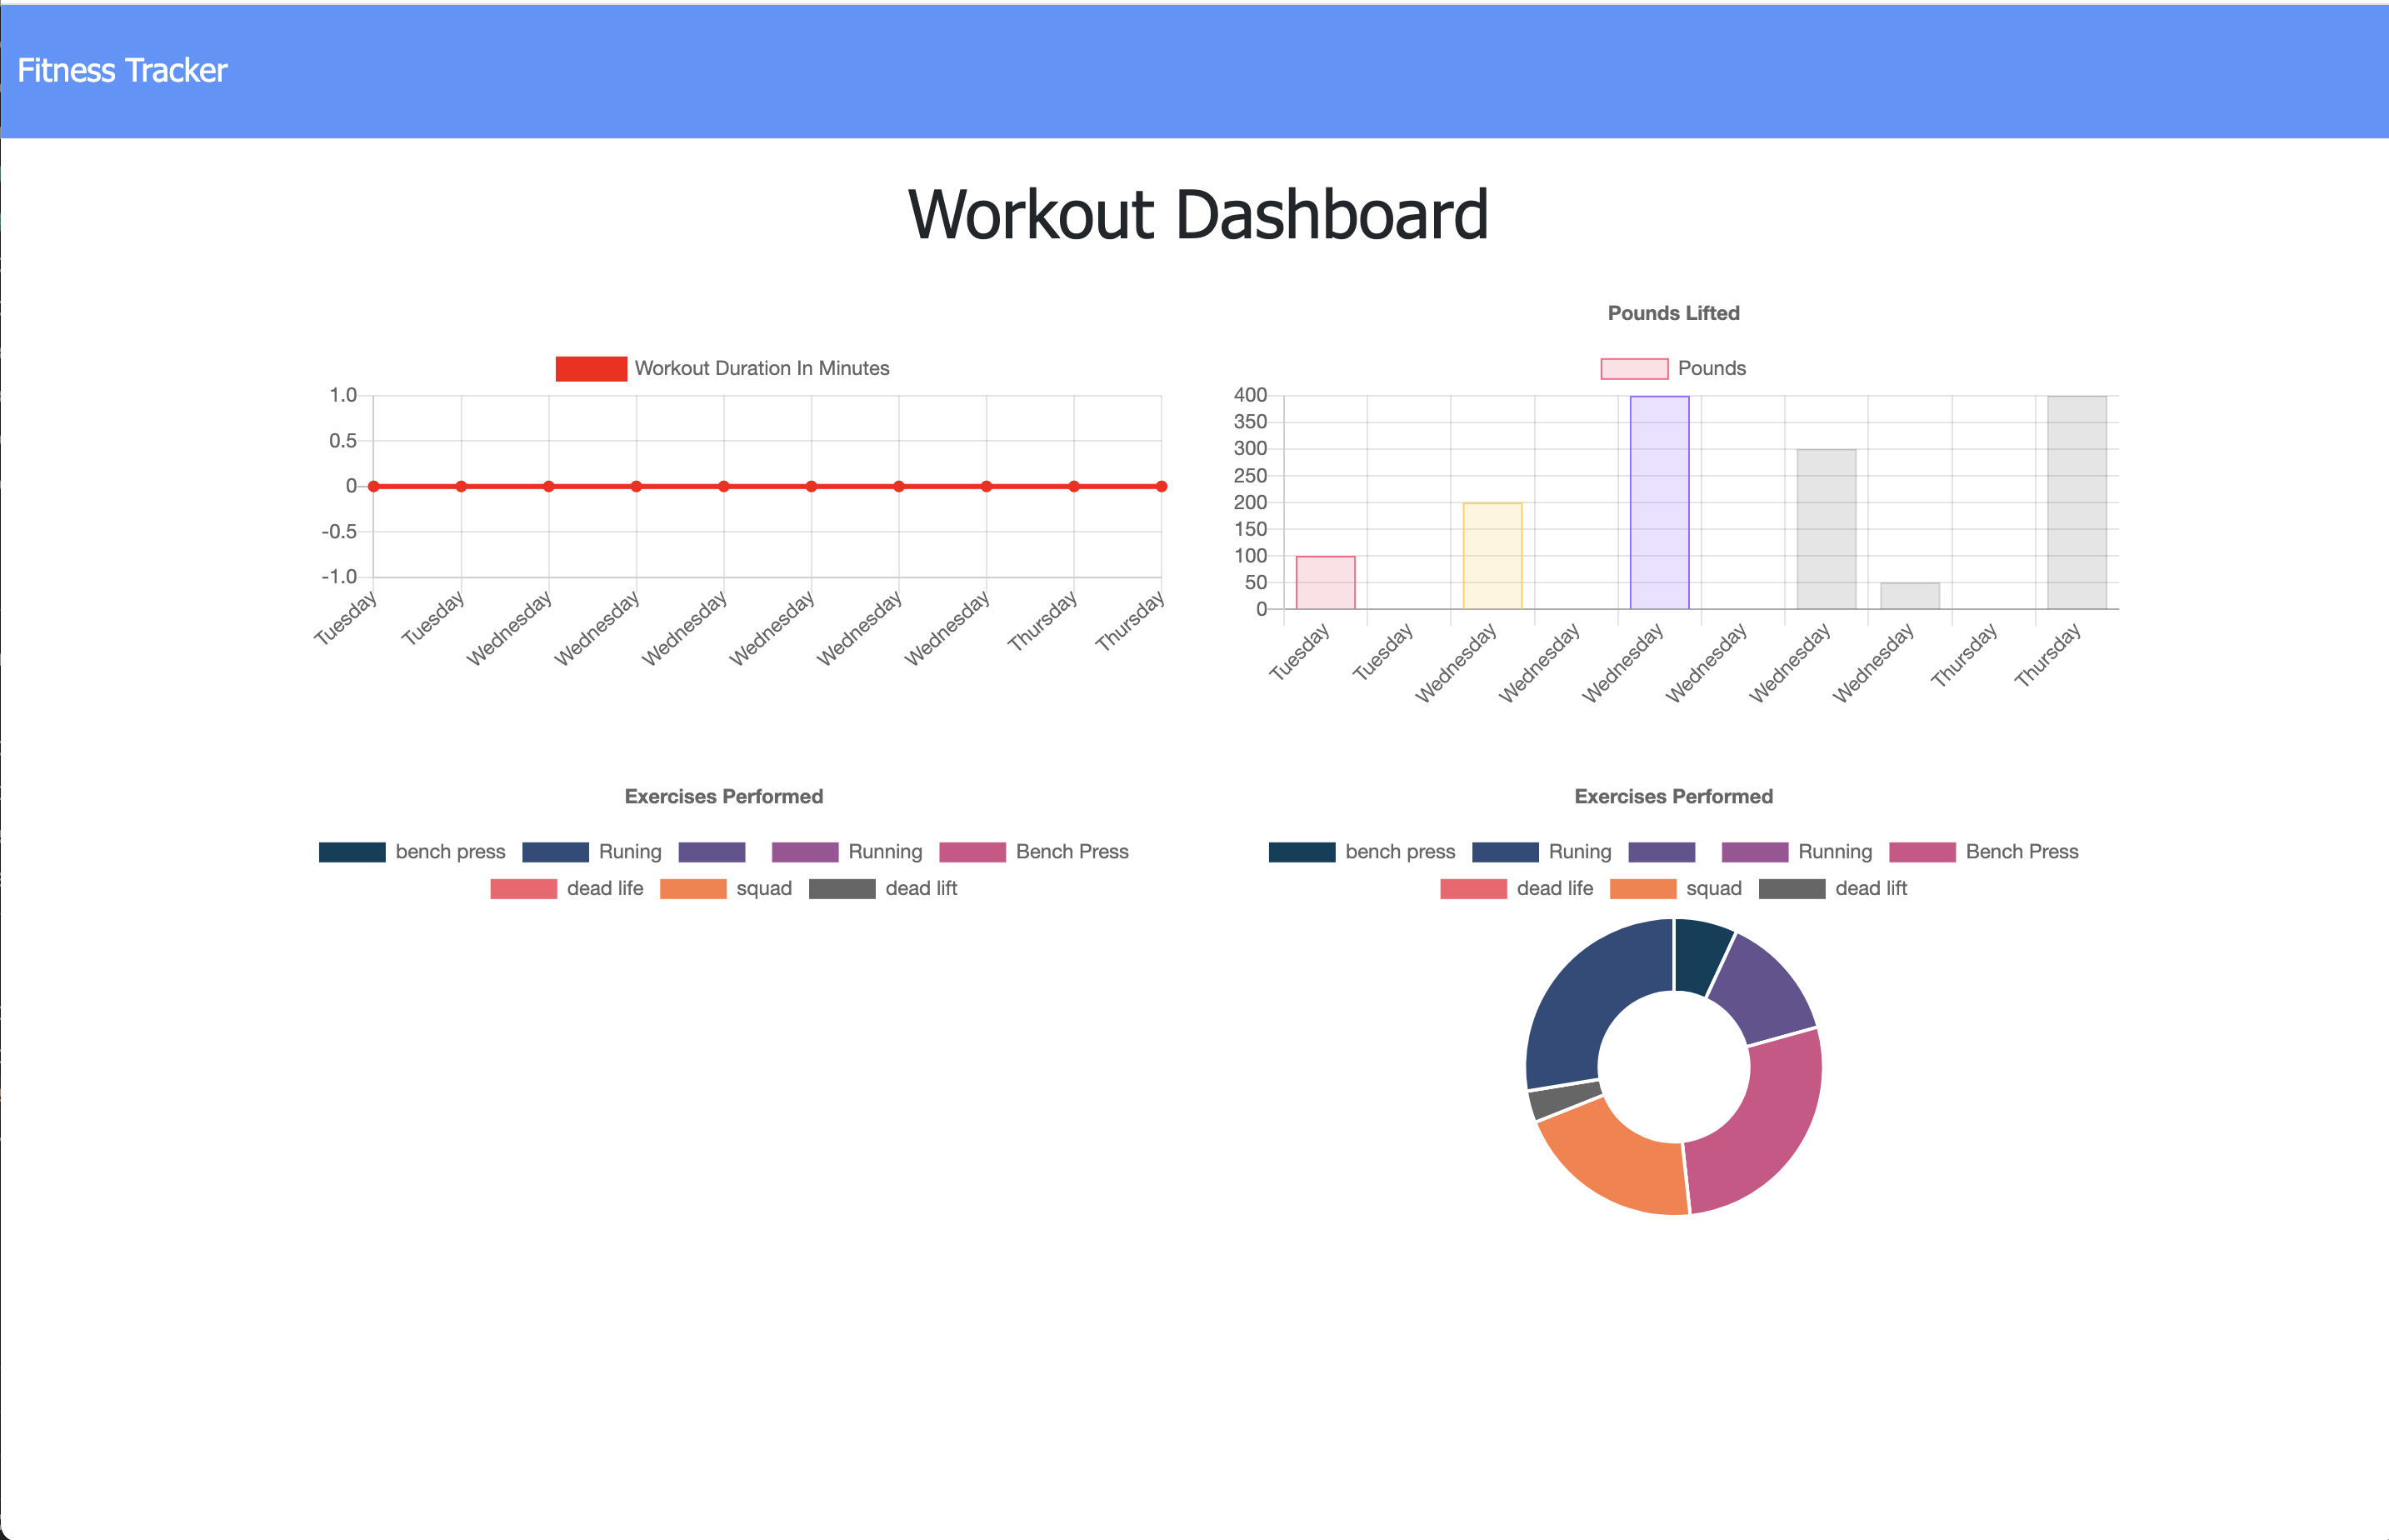 Fitness Tracker
Workout Dashboard
Workout Duration In Minutes
1.0
0.5
0
-0.5
-1.0
Tuesday Tuesday Wednesday Wednesday Wednesday Wednesday Wednesday Wednesday Thursday Thursday
Pounds Lifted
Pounds
400
350
300
250
200
150
100
50
0
Tuesday Tuesday Wednesday Wednesday Wednesday Wednesday Wednesday Wednesday Thursday Thursday
Exercises Performed
bench press Runing Running Bench Press
dead life squad dead lift
Exercises Performed
bench press Runing Running Bench Press
dead life squad dead lift